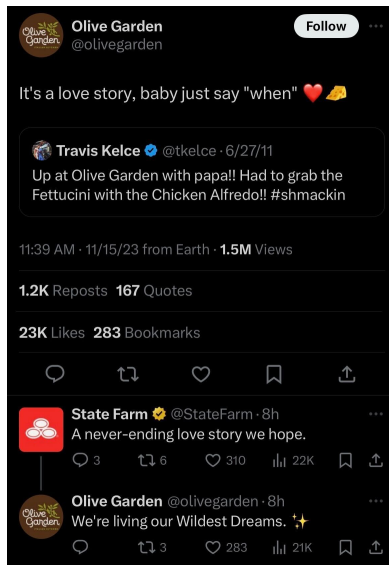 Olive Garden
Follow
@olivegarden
It's a love story, baby just say "when" ❤️🧀
Travis Kelce @tkelce · 6/27/11
Up at Olive Garden with papa!! Had to grab the
Fettucini with the Chicken Alfredo!! #shmackin
11:39 AM · 11/15/23 from Earth · 1.5M Views
1.2K Reposts 167 Quotes
23K Likes 283 Bookmarks
State Farm @StateFarm · 8h
A never-ending love story we hope.
3 6 310 22K
Olive Garden @olivegarden · 8h
We're living our Wildest Dreams. ✨
3 283 21K